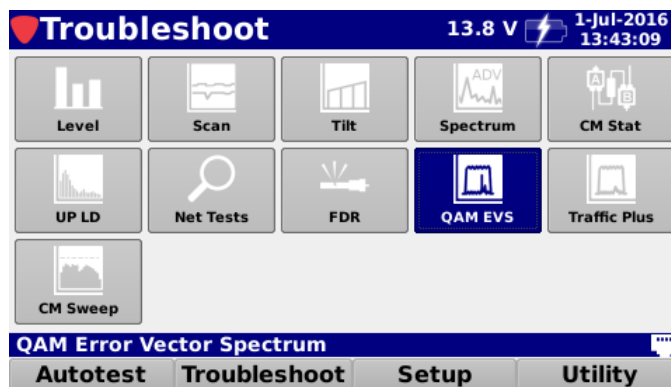 Troubleshoot
13.8 V
1-Jul-2016
13:43:09
Level
Scan
Tilt
ADV
Spectrum
A
B
CM Stat
UP LD
Net Tests
FDR
QAM EVS
Traffic Plus
CM Sweep
QAM Error Vector Spectrum
Autotest
Troubleshoot
Setup
Utility